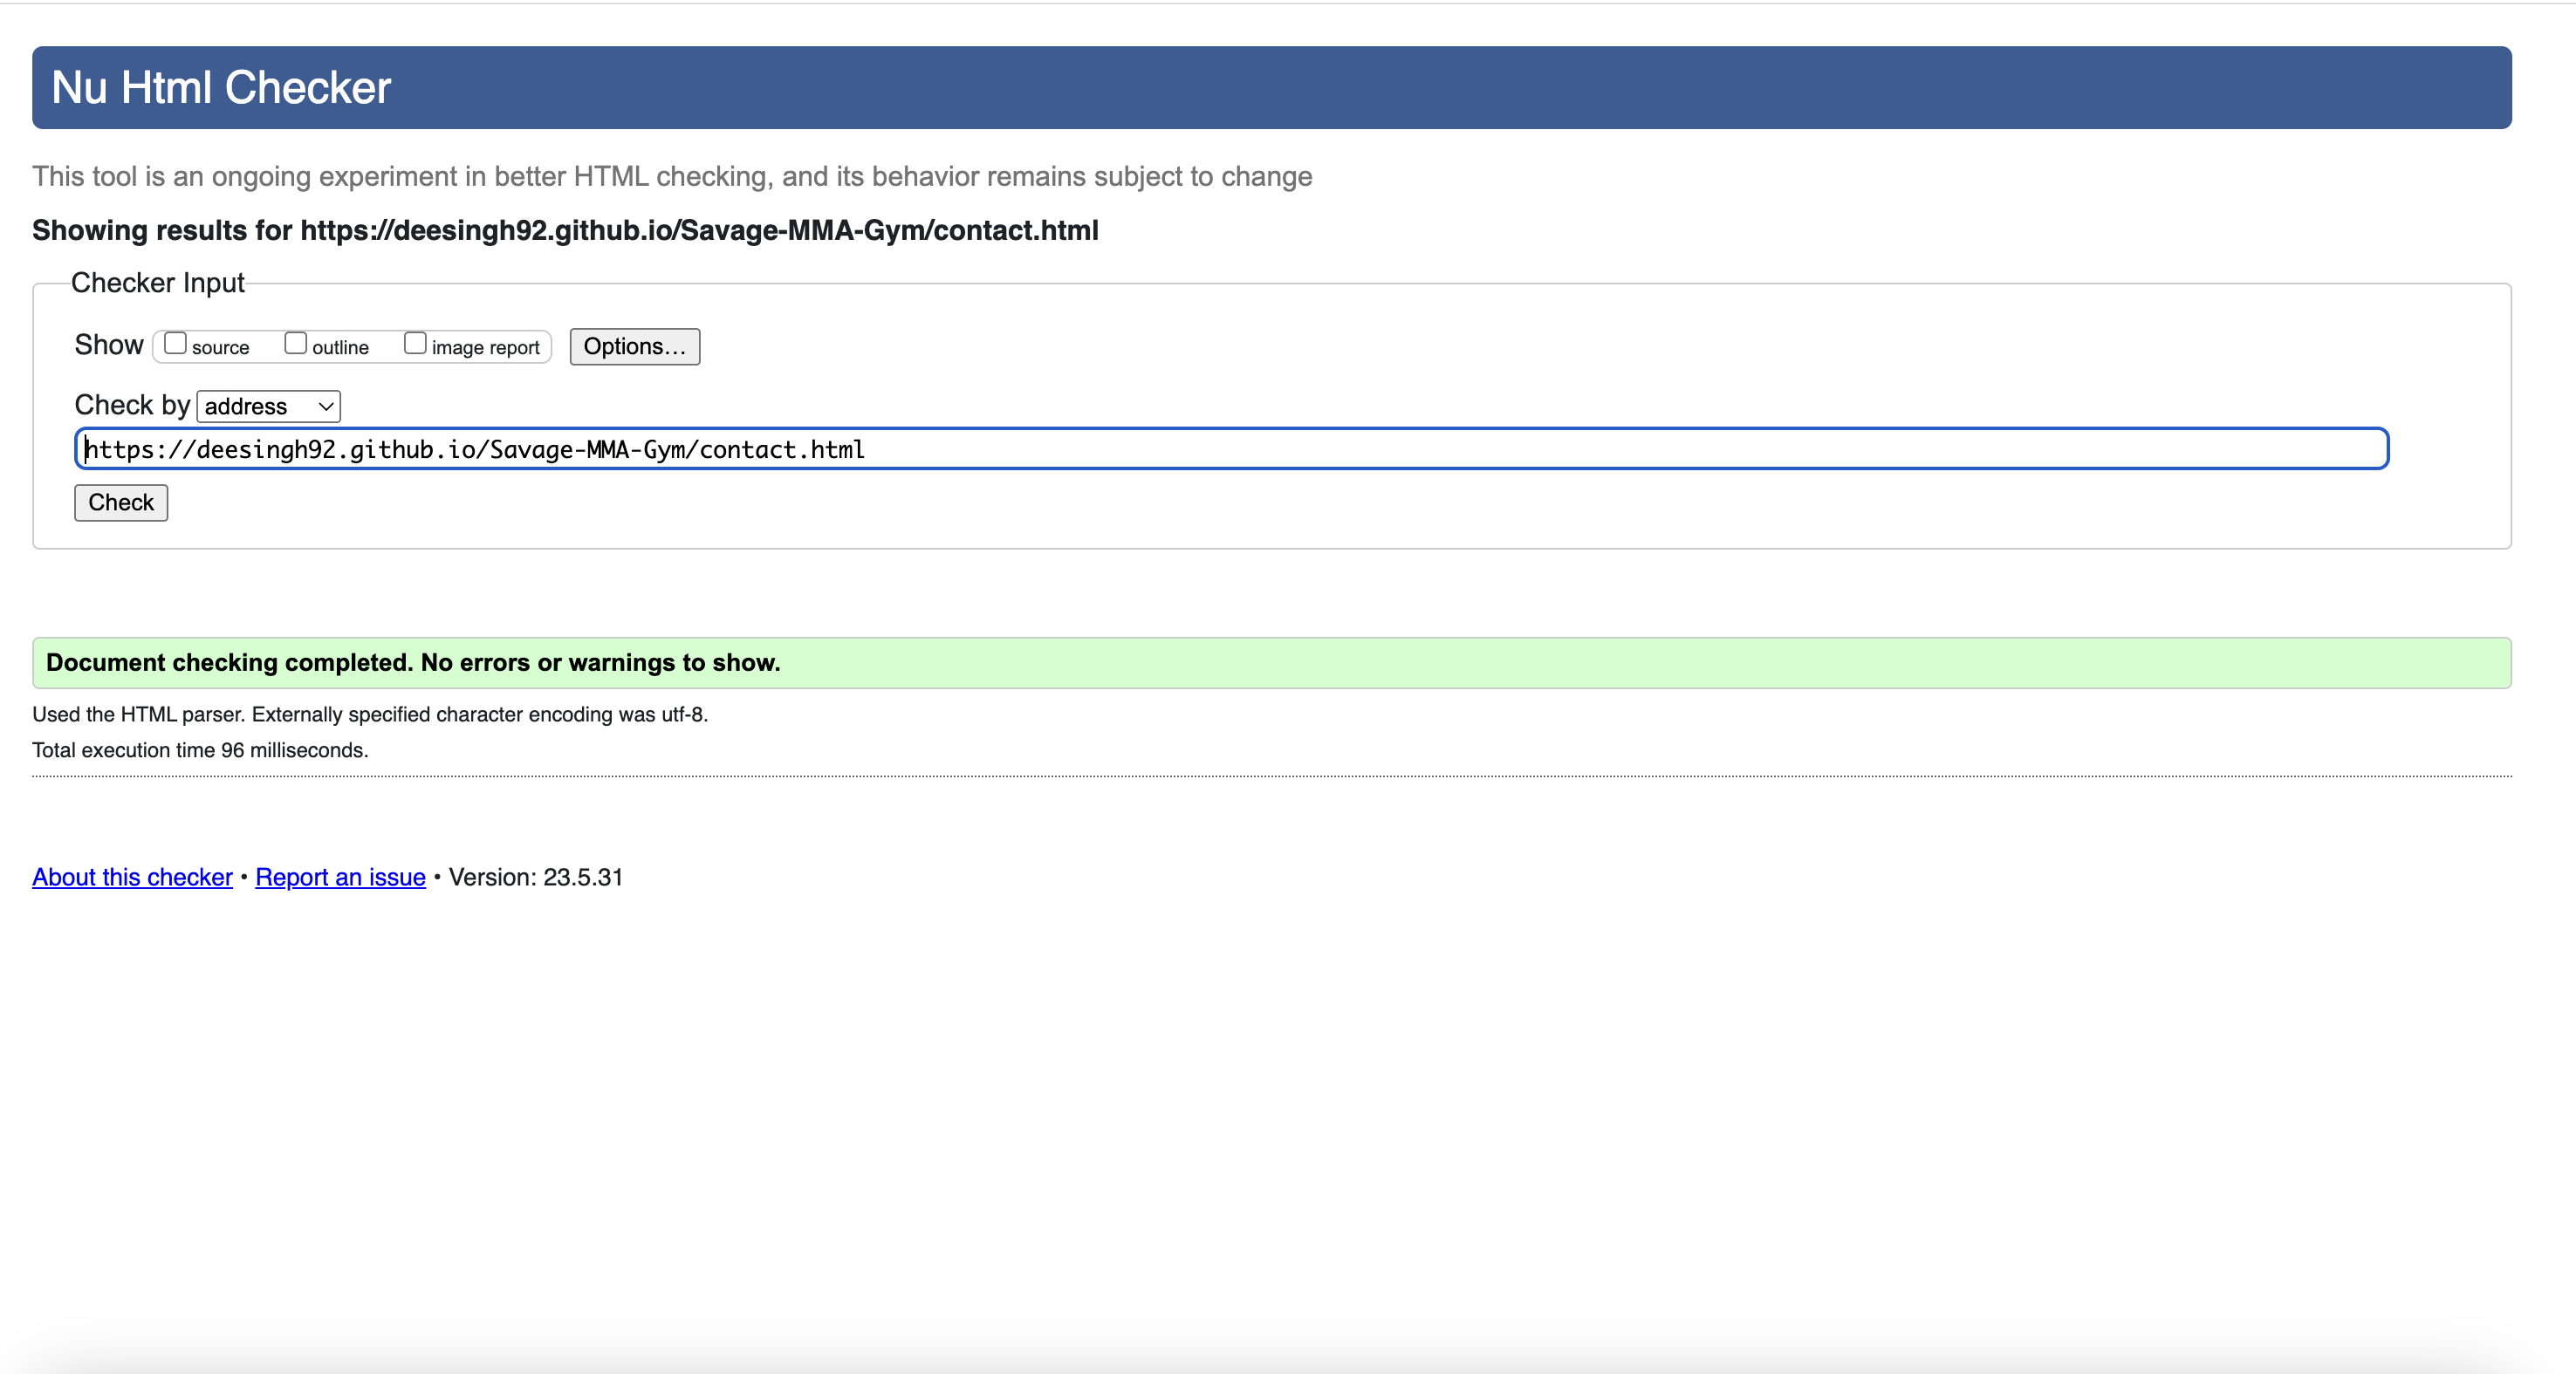 Nu Html Checker
This tool is an ongoing experiment in better HTML checking, and its behavior remains subject to change
Showing results for https://deesingh92.github.io/Savage-MMA-Gym/contact.html
Checker Input
Show source outline image report Options...
Check by address
https://deesingh92.github.io/Savage-MMA-Gym/contact.html
Check
Document checking completed. No errors or warnings to show.
Used the HTML parser. Externally specified character encoding was utf-8.
Total execution time 96 milliseconds.
About this checker • Report an issue • Version: 23.5.31